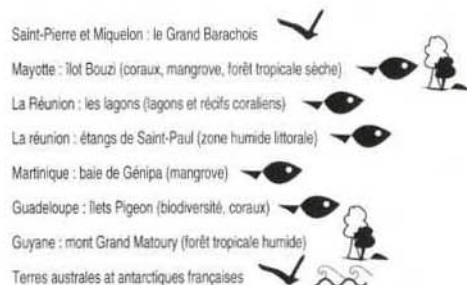 Saint-Pierre et Miquelon : le Grand Barachois
Mayotte : îlot Bouzi (coraux, mangrove, forêt tropicale sèche)
La Réunion : les lagons (lagons et récifs coraliens)
La réunion : étangs de Saint-Paul (zone humide littorale)
Martinique : baie de Génipa (mangrove)
Guadeloupe : îlets Pigeon (biodiversité, coraux)
Guyane : mont Grand Matoury (forêt tropicale humide)
Terres australes at antarctiques françaises